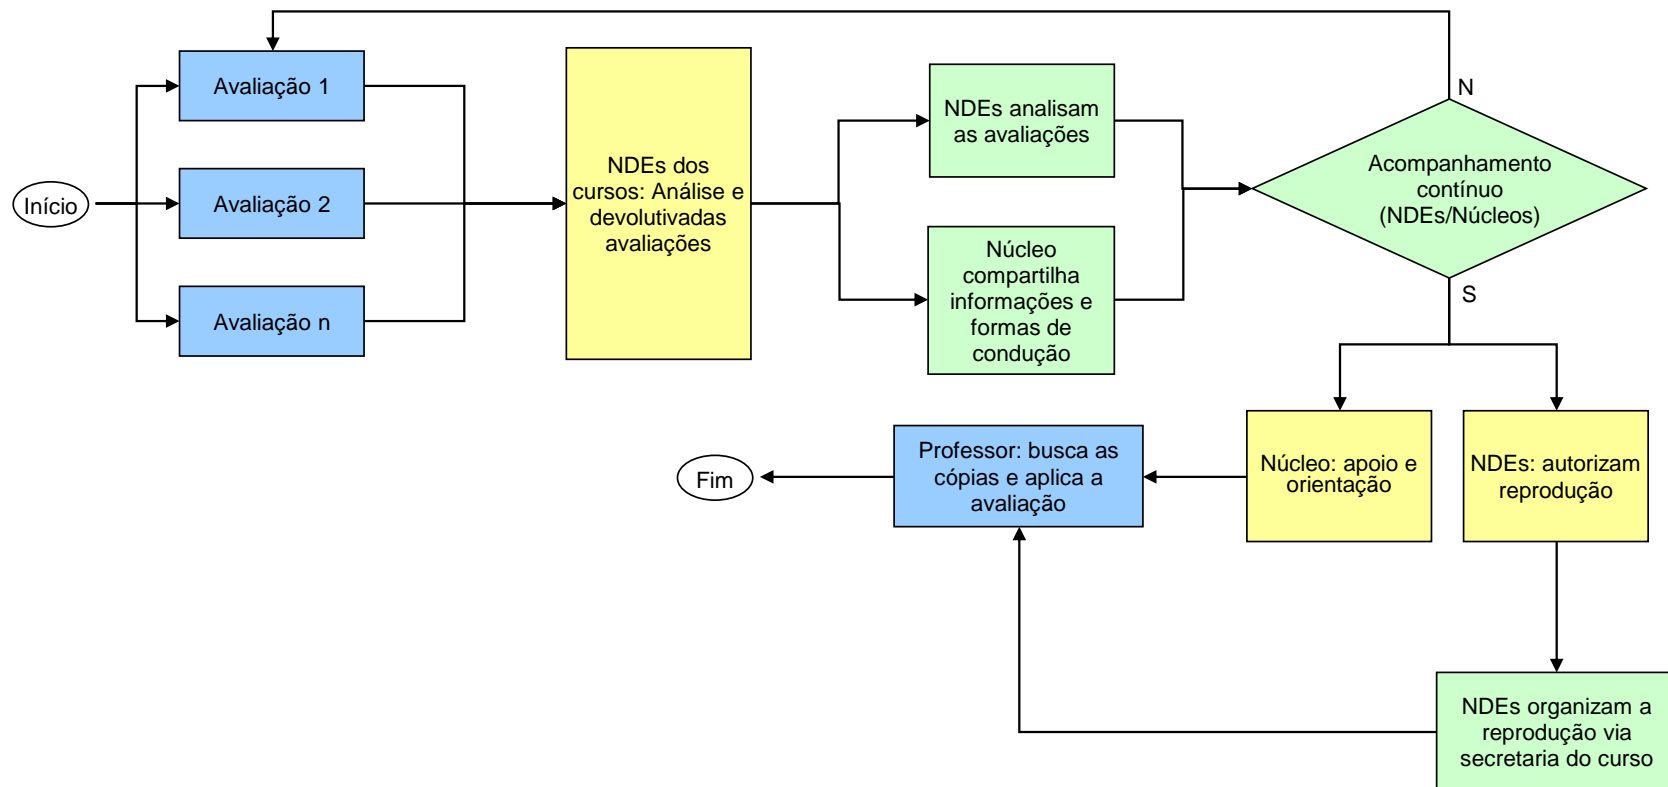 Início
Avaliação 1
Avaliação 2
Avaliação n
NDEs dos
cursos: Análise e
devolutivadas
avaliações
NDEs analisam
as avaliações
Núcleo
compartilha
informações e
formas de
condução
N
Acompanhamento
contínuo
(NDEs/Núcleos)
S
Núcleo: apoio e
orientação
NDEs: autorizam
reprodução
Professor: busca as
cópias e aplica a
avaliação
Fim
NDEs organizam a
reprodução via
secretaria do curso